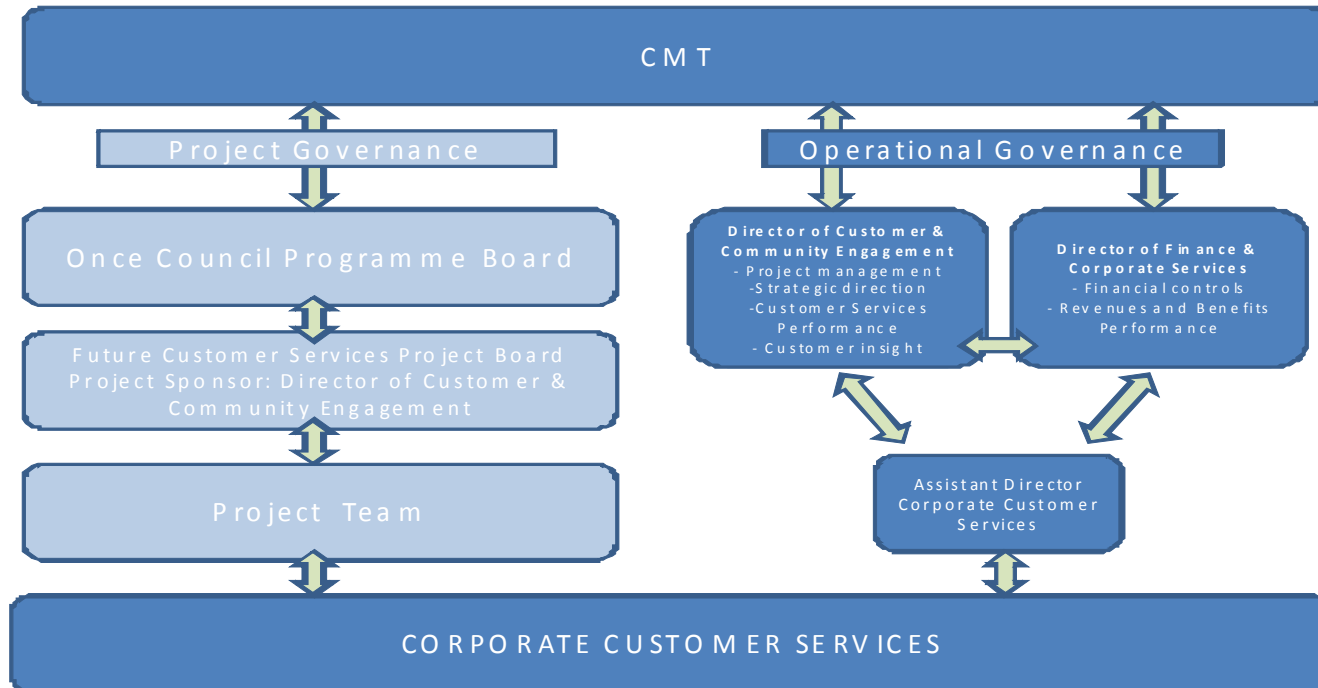 CMT
Project Governance
Operational Governance
Once Council Programme Board
Future Customer Services Project Board
Project Sponsor: Director of Customer &
Community Engagement
Project Team
Director of Customer &
Community Engagement
- Project management
-Strategic direction
-Customer Services
Performance
- Customer insight
Director of Finance &
Corporate Services
- Financial controls
- Revenues and Benefits
Performance
Assistant Director
Corporate Customer
Services
CORPORATE CUSTOMER SERVICES